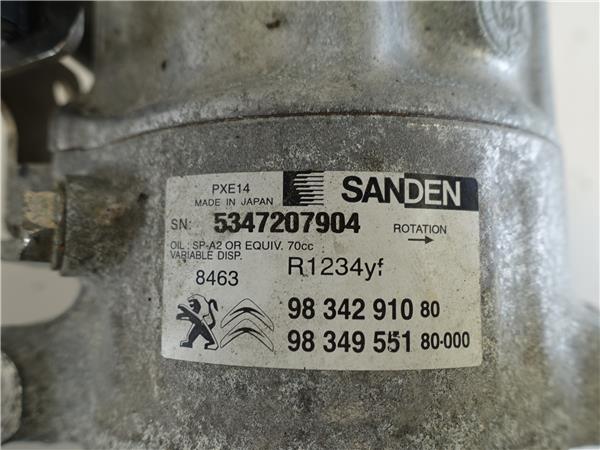 PXE14
MADE IN JAPAN
SANDEN
SN: 5347207904
ROTATION
OIL : SP-A2 OR EQUIV. 70cc
VARIABLE DISP.
8463
R1234yf
98 342 910 80
98 349 551 80-000